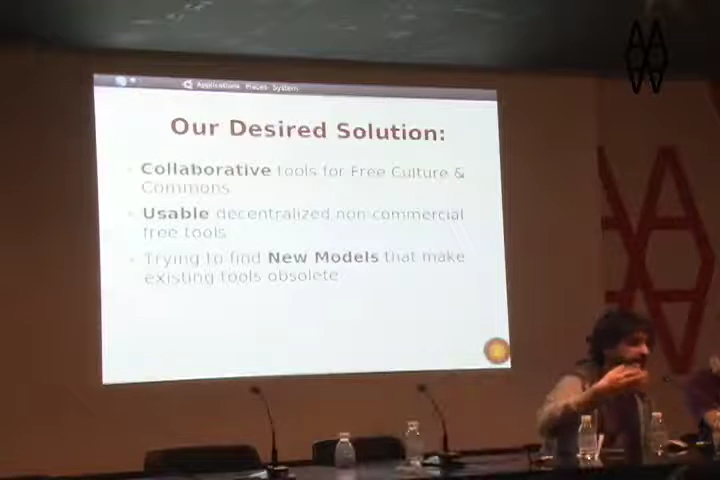 Applications Places System
Our Desired Solution:
Collaborative tools for Free Culture &
Commons
Usable decentralized non-commercial
free tools
Trying to find New Models that make
existing tools obsolete